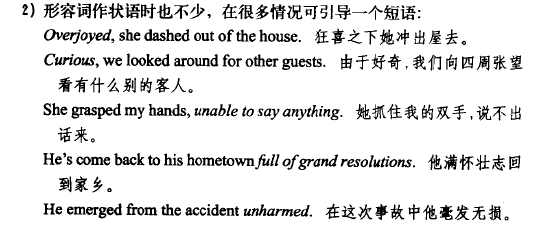 2）形容词作状语时也不少，在很多情况可引导一个短语：
Overjoyed, she dashed out of the house. 狂喜之下她冲出屋去。
Curious, we looked around for other guests. 由于好奇，我们向四周张望
看有什么别的客人。
She grasped my hands, unable to say anything. 她抓住我的双手，说不出
话来。
He's come back to his hometown full of grand resolutions. 他满怀壮志回
到家乡。
He emerged from the accident unharmed. 在这次事故中他毫发无损。